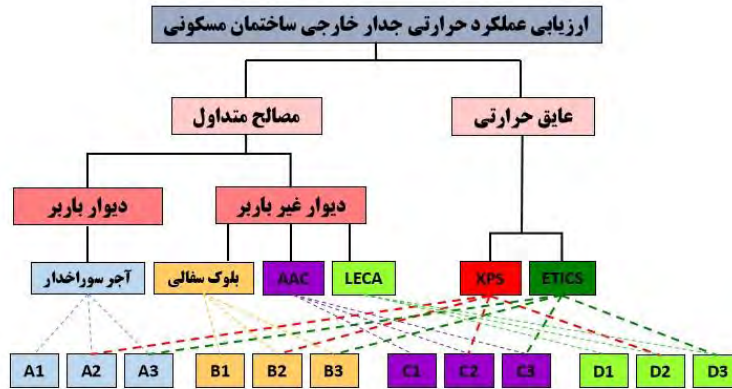 ارزیابی عملکرد حرارتی جدار خارجی ساختمان مسکونی
مصالح متداول
عایق حرارتی
دیوار باربر
دیوار غیر باربر
آجر سوراخدار
بلوک سفالی
AAC
LECA
XPS
ETICS
A1
A2
A3
B1
B2
B3
C1
C2
C3
D1
D2
D3